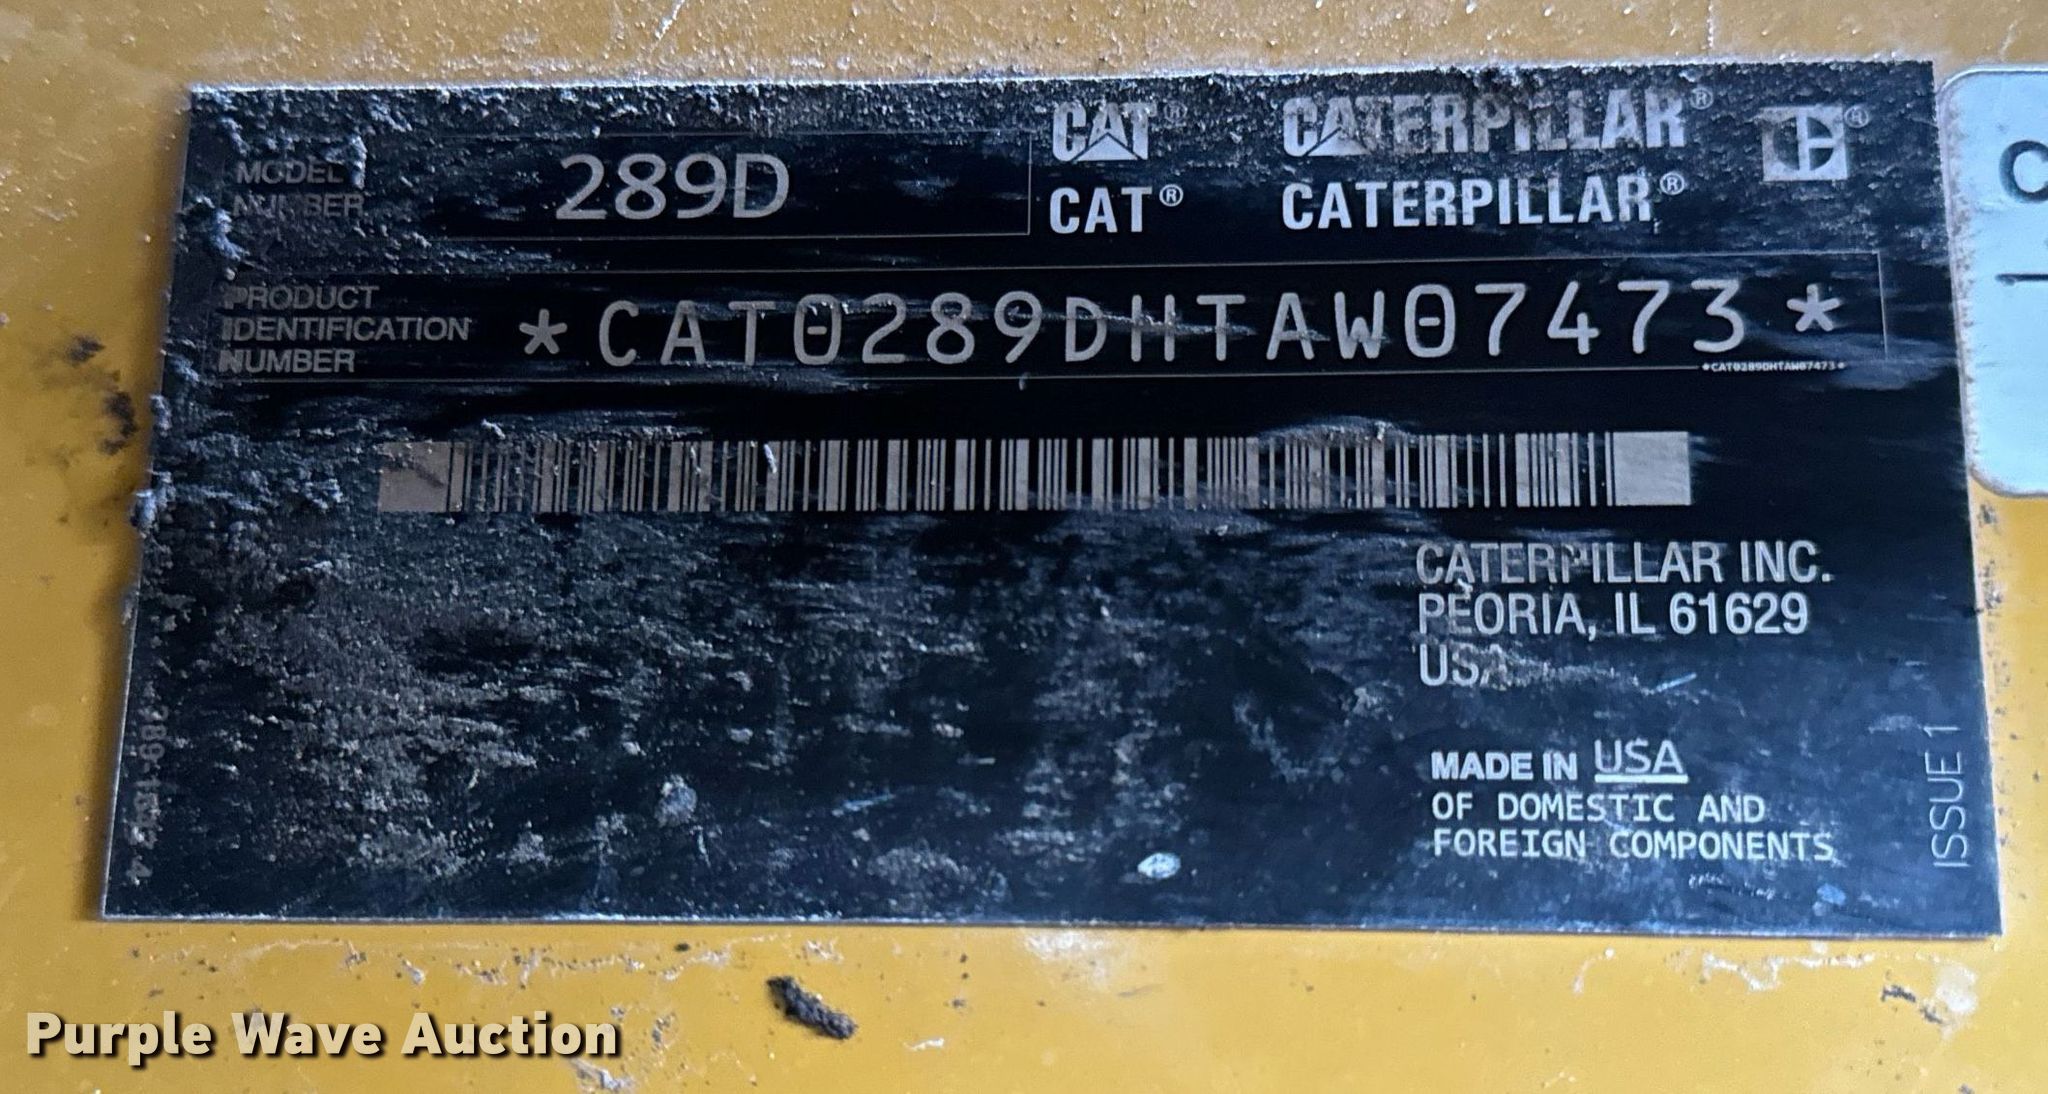 MODEL
NUMBER
289D
CAT® CATERPILLAR® ®
CAT® CATERPILLAR®
PRODUCT
IDENTIFICATION
NUMBER
*CAT0289DHTAW07473*
*CAT0289DHTAW07473*
CATERPILLAR INC.
PEORIA, IL 61629
USA
MADE IN USA
OF DOMESTIC AND
FOREIGN COMPONENTS
ISSUE 1
Purple Wave Auction